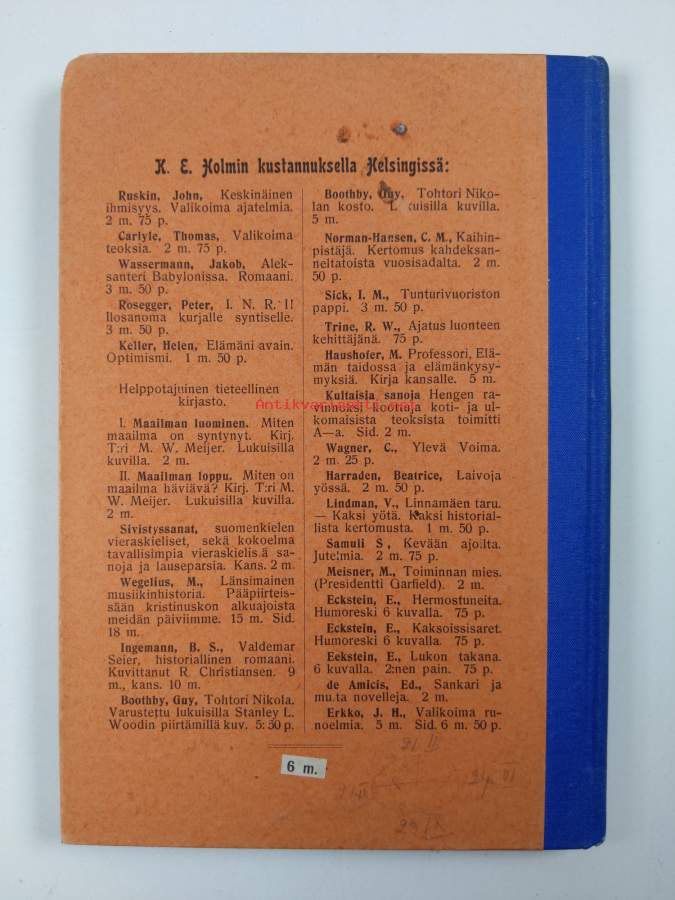 K. E. Holmin kustannuksella Helsingissä:
Ruskin, John, Keskinäinen
ihmisyys. Valikoima ajatelmia.
2 m. 75 p.
Carlyle, Thomas, Valikoima
teoksia. 2 m. 75 p.
Wassermann, Jakob, Alek-
santeri Babylonissa. Romaani.
3 m. 50 p.
Rosegger, Peter, I. N. R. I!
Ilosanoma kurjalle syntiselle.
3 m. 50 p.
Keller, Helen, Elämäni avain.
Optimismi. 1 m. 50 p.
Helppotajuinen tieteellinen
kirjasto.
I. Maailman luominen. Miten
maailma on syntynyt. Kirj.
T:ri M. W. Meijer. Lukuisilla
kuvilla. 2 m.
II. Maailman loppu. Miten on
maailma häviävä? Kirj. T:ri M.
W. Meijer. Lukuisilla kuvilla.
2 m.
Sivistyssanat, suomenkielen
vieraskieliset, sekä kokoelma
tavallisimpia vieraskielisiä sa-
noja ja lauseparsia. Kans. 2 m.
Wegelius, M., Länsimainen
musiikinhistoria. Pääpiirteis-
sään kristinuskon alkuajoista
meidän päiviimme. 15 m. Sid.
18 m.
Ingemann, B. S., Valdemar
Seier, historiallinen romaani.
Kuvittanut R. Christiansen. 9
m., kans. 10 m.
Boothby, Guy, Tohtori Nikola.
Varustettu lukuisilla Stanley L.
Woodin piirtämillä kuv. 5: 50 p.
Boothby, Guy, Tohtori Niko-
lan kosto. Lukuisilla kuvilla.
5 m.
Norman-Hansen, C. M., Kaihin-
pistäjä. Kertomus kahdeksan-
neltatoista vuosisadalta. 2 m.
50 p.
Sick, I. M., Tunturivuoriston
pappi. 3 m. 50 p.
Trine, R. W., Ajatus luonteen
kehittäjänä. 75 p.
Haushofer, M. Professori, Elä-
män taidossa ja elämänkysy-
myksiä. Kirja kansalle. 5 m.
Kultaisia sanoja Hengen ra-
vinnoksi koottuja koti- ja ul-
komaisista teoksista toimitti
A—a. Sid. 2 m.
Wagner, C., Ylevä Voima.
2 m. 25 p.
Harraden, Beatrice, Laivoja
yössä. 2 m. 50 p.
Lindman, V., Linnamäen taru.
— Kaksi yötä. Kaksi historial-
lista kertomusta. 1 m. 50 p.
Samuli S., Kevään ajoilta.
Jutelmia. 2 m. 75 p.
Meisner, M., Toiminnan mies.
(Presidentti Garfield). 2 m.
Eckstein, E., Hermostuneita.
Humoreski 6 kuvalla. 75 p.
Eckstein, E., Kaksoissisaret.
Humoreski 6 kuvalla. 75 p.
Eekstein, E., Lukon takana.
6 kuvalla. 2:nen pain. 75 p.
de Amicis, Ed., Sankari ja
muita novelleja. 2 m.
Erkko, J. H., Valikoima ru-
noelmia. 5 m. Sid. 6 m. 50 p.
6 m.